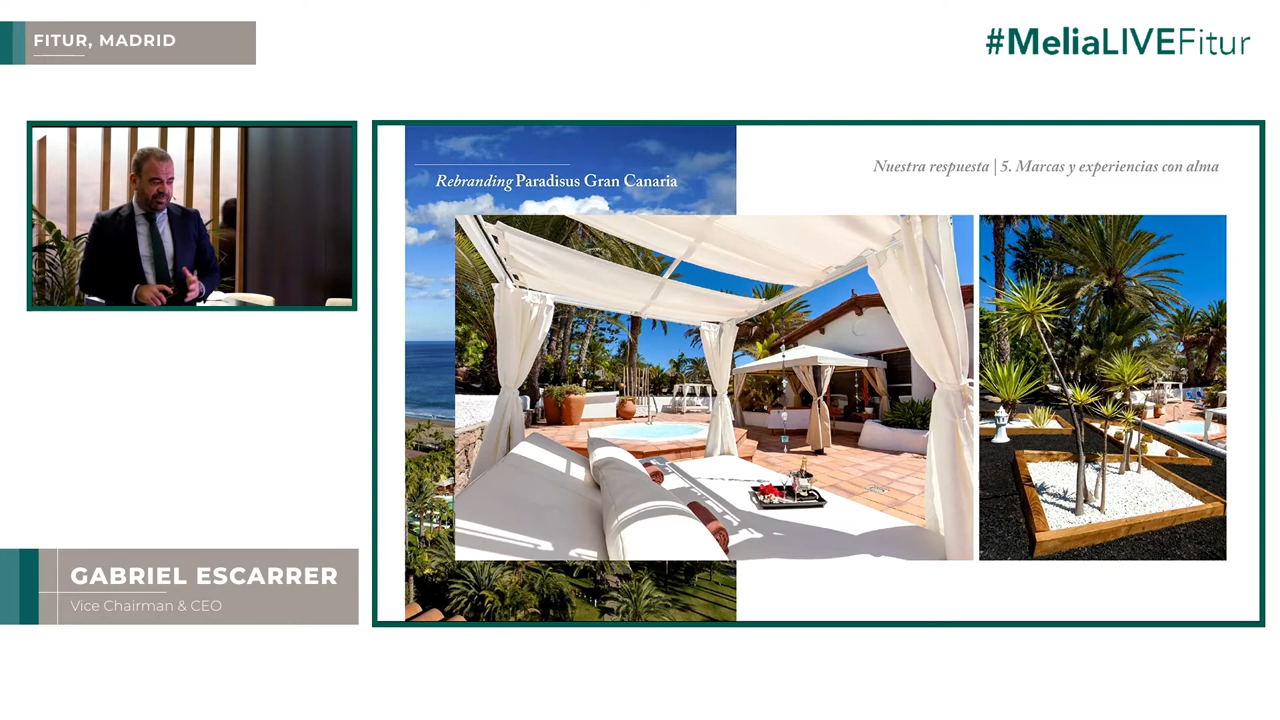 FITUR, MADRID
#MeliaLIVEFitur
Rebranding Paradisus Gran Canaria
Nuestra respuesta | 5. Marcas y experiencias con alma
GABRIEL ESCARRER
Vice Chairman & CEO